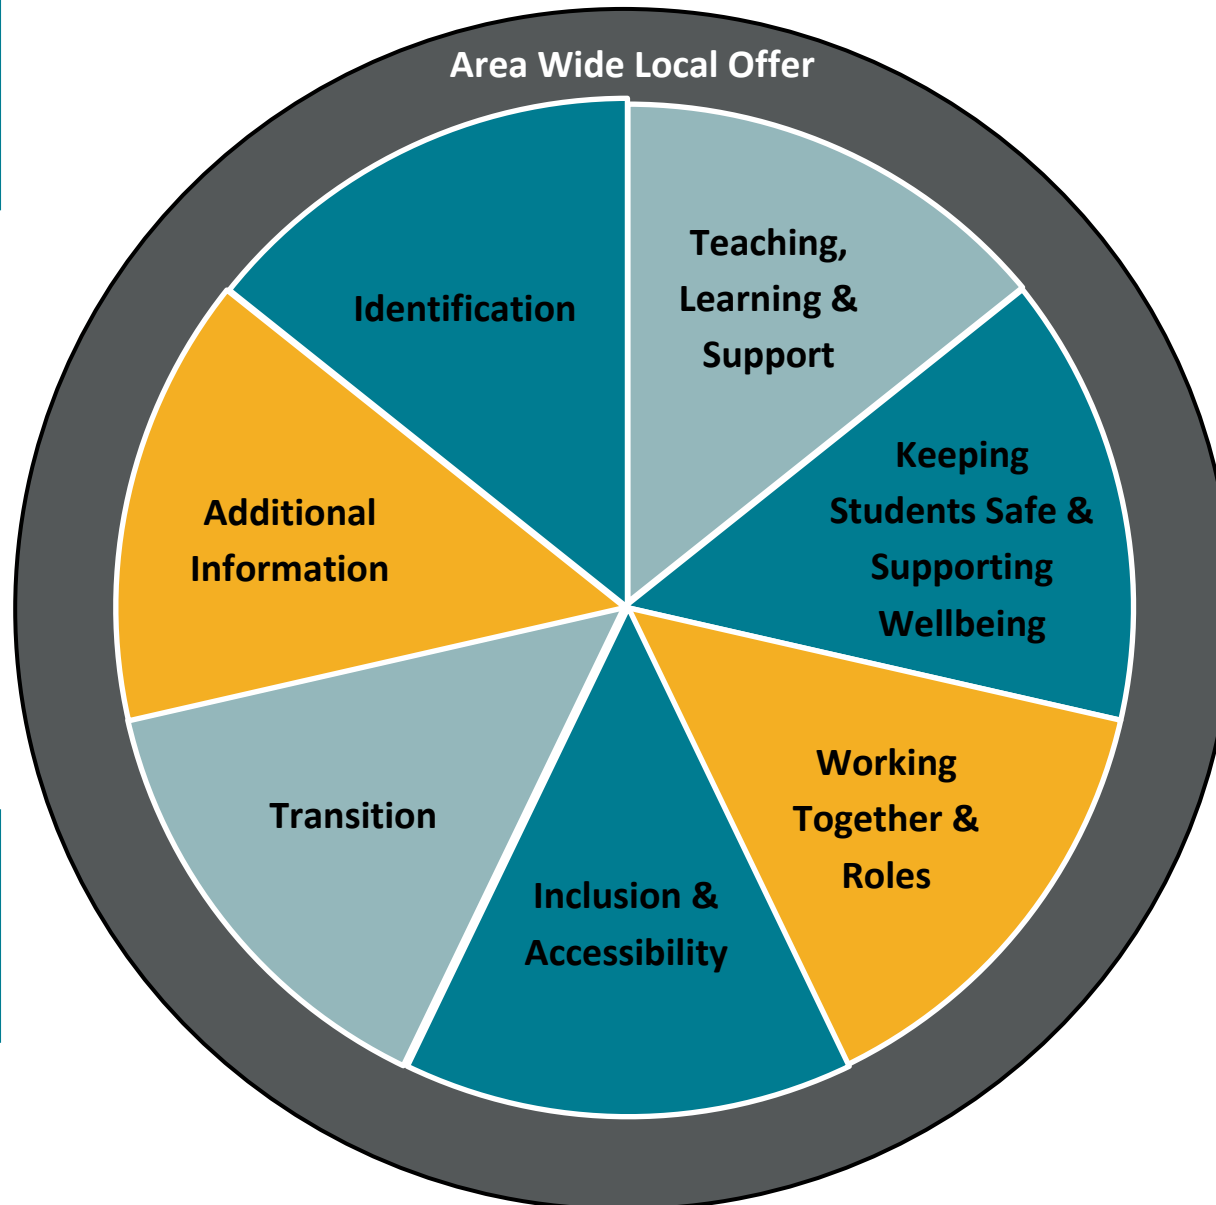 Area Wide Local Offer
Identification
Teaching,
Learning &
Support
Keeping
Students Safe &
Supporting
Wellbeing
Working
Together &
Roles
Inclusion &
Accessibility
Transition
Additional
Information